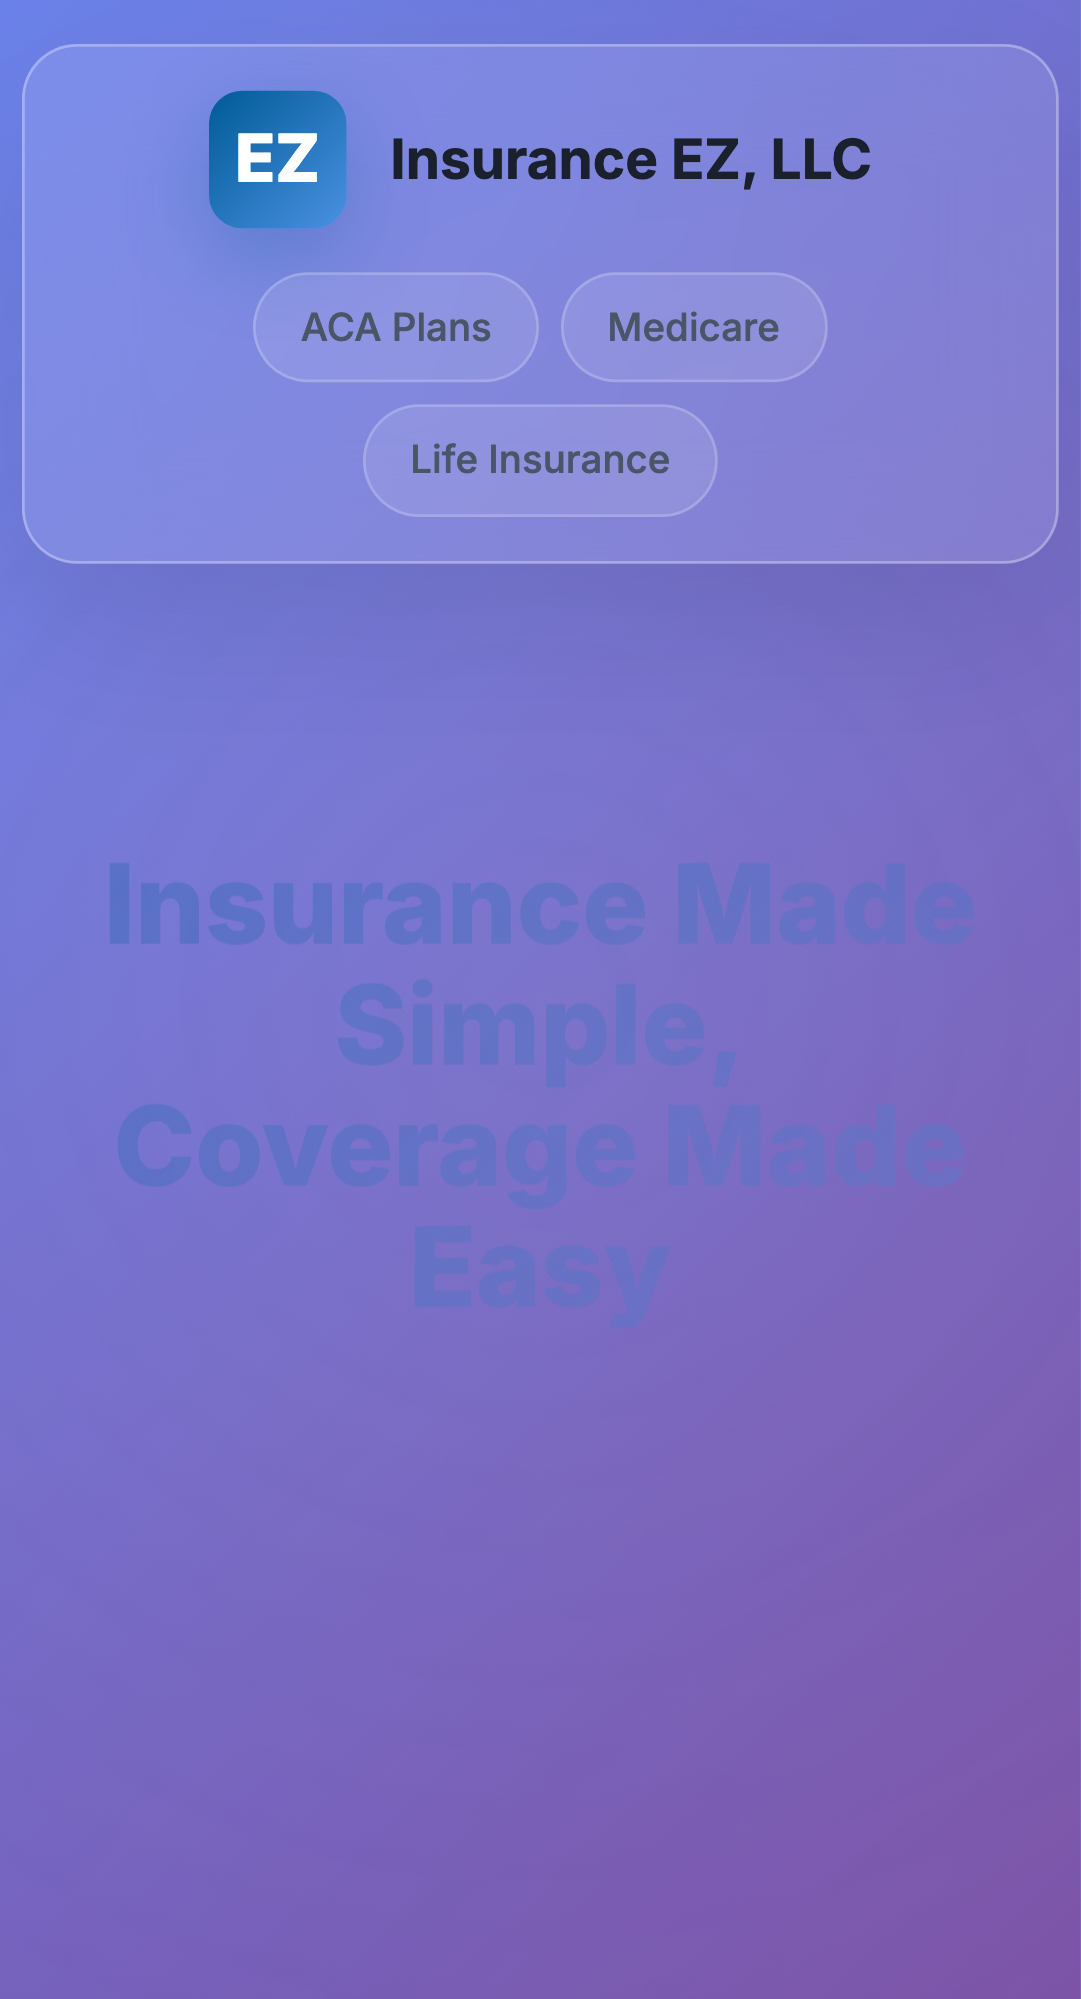 EZ
Insurance EZ, LLC
ACA Plans
Medicare
Life Insurance
Insurance Made
Simple,
Coverage Made
Easy